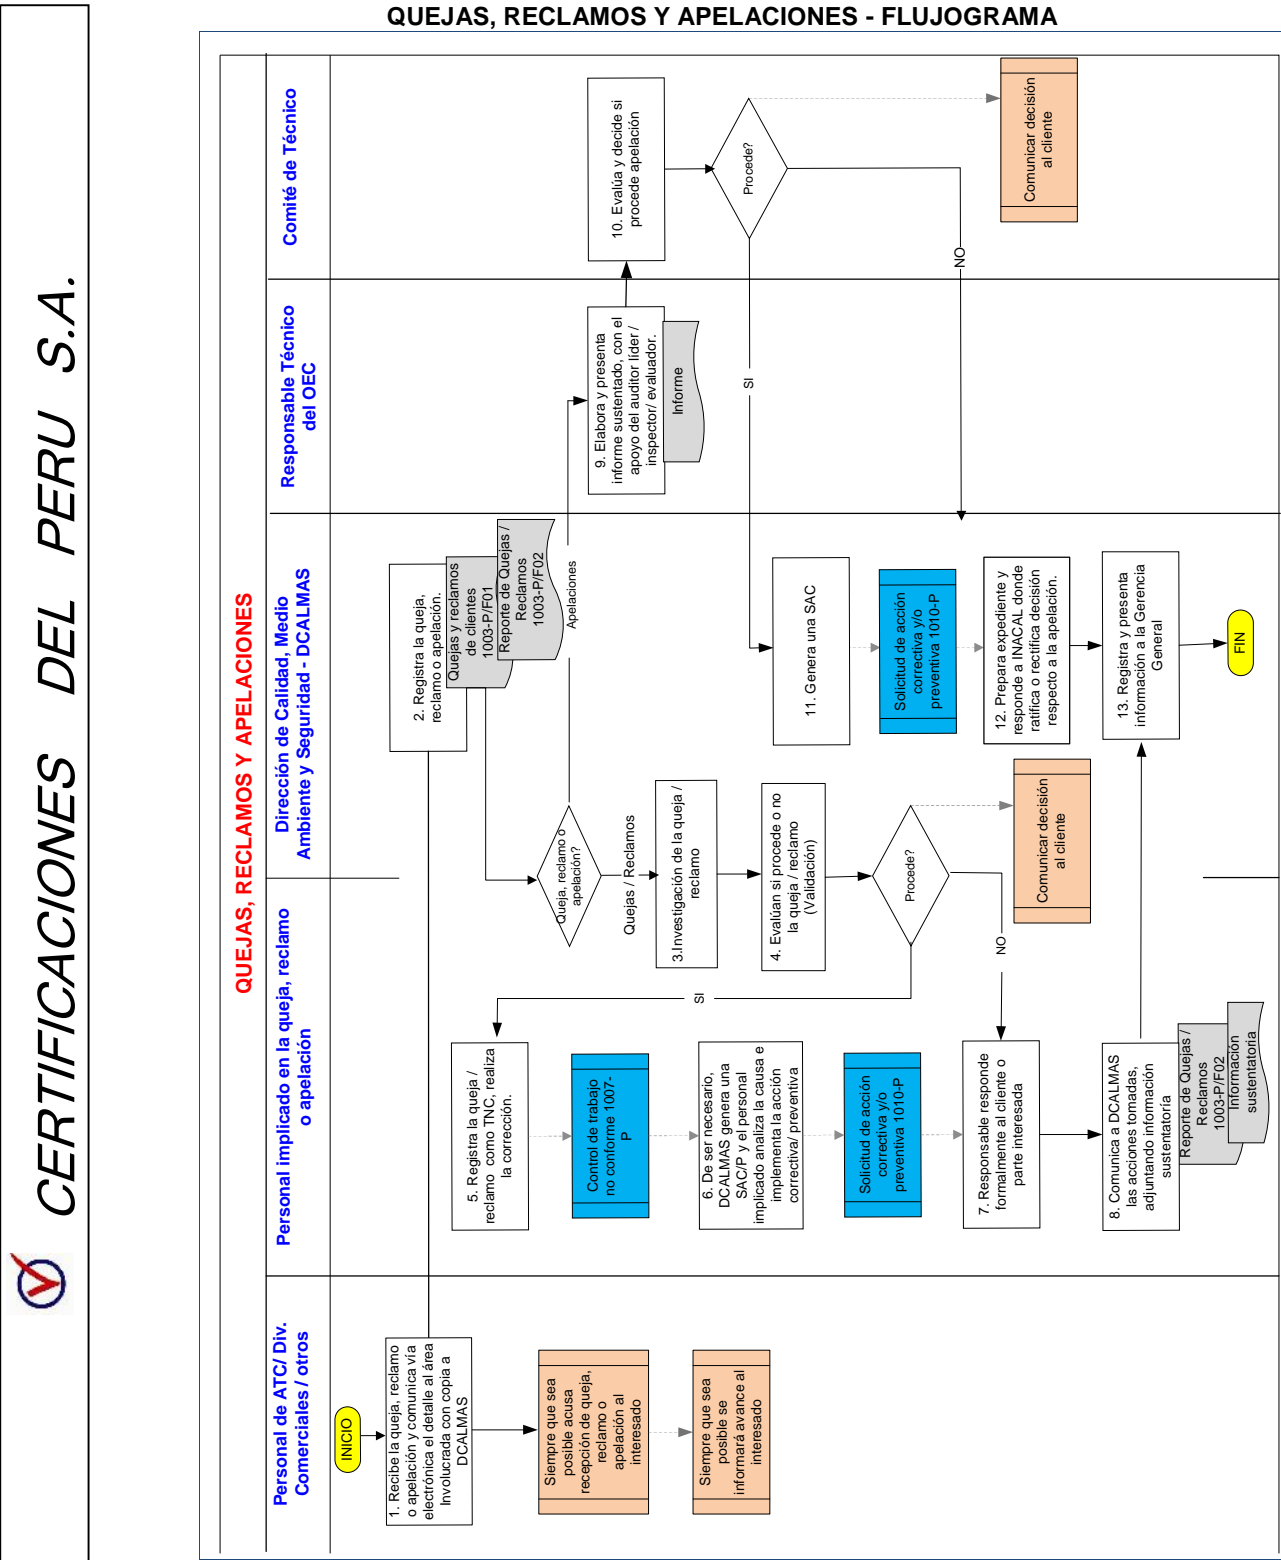 QUEJAS, RECLAMOS Y APELACIONES - FLUJOGRAMA
CERTIFICACIONES DEL PERU S.A.
QUEJAS, RECLAMOS Y APELACIONES
Personal de ATC/ Div.
Comerciales / otros
Personal implicado en la queja, reclamo
o apelación
Dirección de Calidad, Medio
Ambiente y Seguridad - DCALMAS
Responsable Técnico
del OEC
Comité de Técnico
INICIO
1. Recibe la queja, reclamo
o apelación y comunica vía
electrónica el detalle al área
Involucrada con copia a
DCALMAS
Siempre que sea
posible acusa
recepción de queja,
reclamo o
apelación al
interesado
Siempre que sea
posible se
informará avance al
interesado
2. Registra la queja,
reclamo o apelación.
Quejas y reclamos
de clientes
1003-P/F01
Reporte de Quejas /
Reclamos
1003-P/F02
Queja, reclamo o
apelación?
Apelaciones
Quejas / Reclamos
3.Investigación de la queja /
reclamo
4. Evalúan si procede o no
la queja / reclamo
(Validación)
Procede?
SI
NO
Comunicar decisión
al cliente
5. Registra la queja /
reclamo como TNC, realiza
la corrección.
Control de trabajo
no conforme 1007-
P
6. De ser necesario,
DCALMAS genera una
SAC/P y el personal
implicado analiza la causa e
implementa la acción
correctiva/ preventiva
Solicitud de acción
correctiva y/o
preventiva 1010-P
7. Responsable responde
formalmente al cliente o
parte interesada
8. Comunica a DCALMAS
las acciones tomadas,
adjuntando información
sustentatoría
Reporte de Quejas /
Reclamos
1003-P/F02
Información
sustentatoria
9. Elabora y presenta
informe sustentado, con el
apoyo del auditor líder /
inspector/ evaluador.
Informe
10. Evalúa y decide si
procede apelación
Procede?
SI
NO
Comunicar decisión
al cliente
11. Genera una SAC
Solicitud de acción
correctiva y/o
preventiva 1010-P
12. Prepara expediente y
responde a INACAL donde
ratifica o rectifica decisión
respecto a la apelación.
13. Registra y presenta
información a la Gerencia
General
FIN